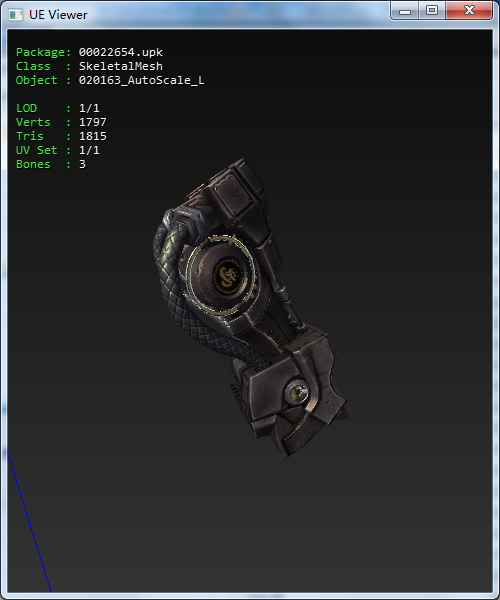 UE Viewer
Package: 00022654.upk
Class  : SkeletalMesh
Object : 020163_AutoScale_L
LOD    : 1/1
Verts  : 1797
Tris   : 1815
UV Set : 1/1
Bones  : 3